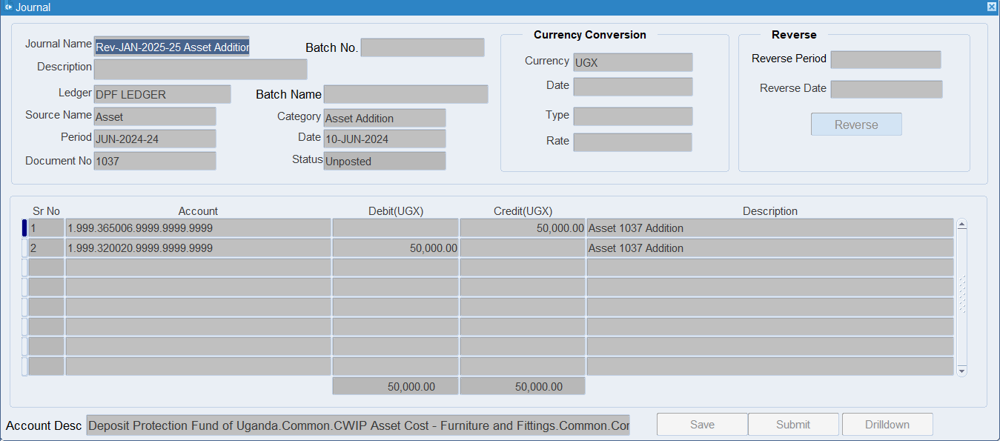 Journal
Currency Conversion
Reverse
Journal Name Rev-JAN-2025-25 Asset Addition
Batch No.
Description
Currency UGX
Reverse Period
Date
Reverse Date
Ledger DPF LEDGER
Batch Name
Source Name Asset
Category Asset Addition
Type
Reverse
Period JUN-2024-24
Date 10-JUN-2024
Rate
Document No 1037
Status Unposted
Sr No Account Debit(UGX) Credit(UGX) Description
1 1.999.365006.9999.9999.9999 50,000.00 Asset 1037 Addition
2 1.999.320020.9999.9999.9999 50,000.00 Asset 1037 Addition
50,000.00 50,000.00
Account Desc Deposit Protection Fund of Uganda.Common.CWIP Asset Cost - Furniture and Fittings.Common.Cor
Save Submit Drilldown